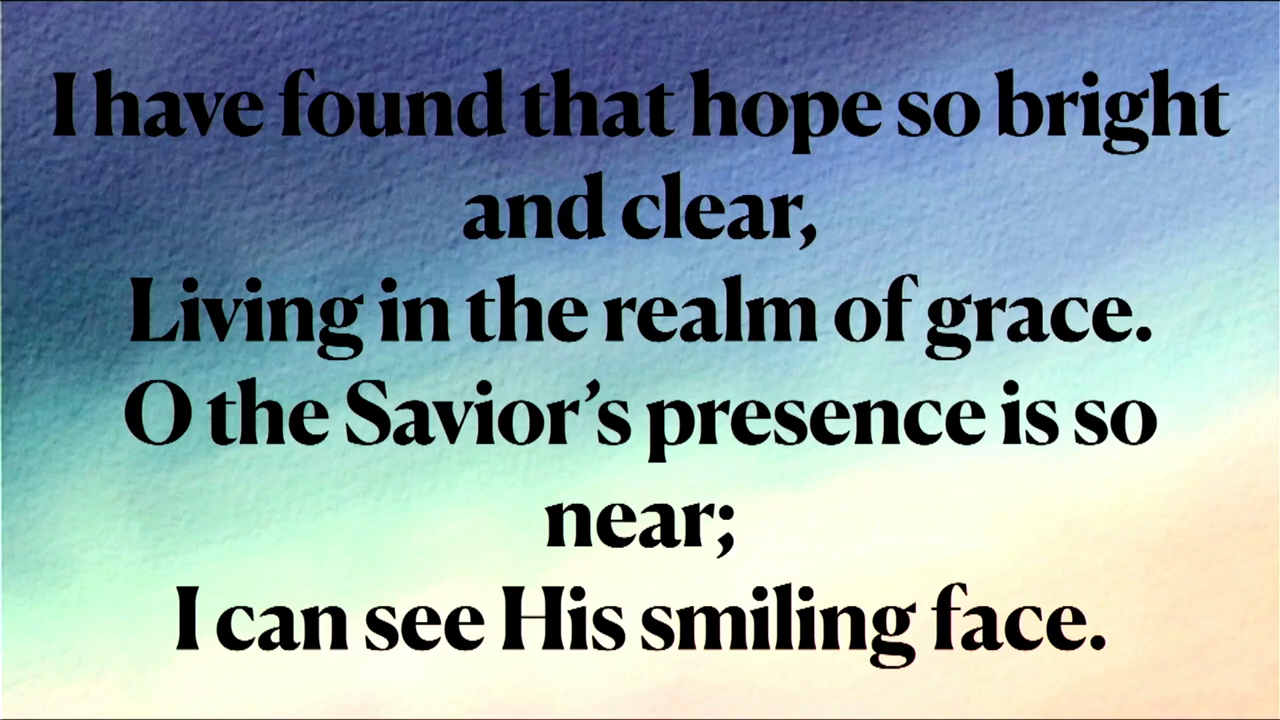 I have found that hope so bright
and clear,
Living in the realm of grace.
O the Savior’s presence is so
near;
I can see His smiling face.